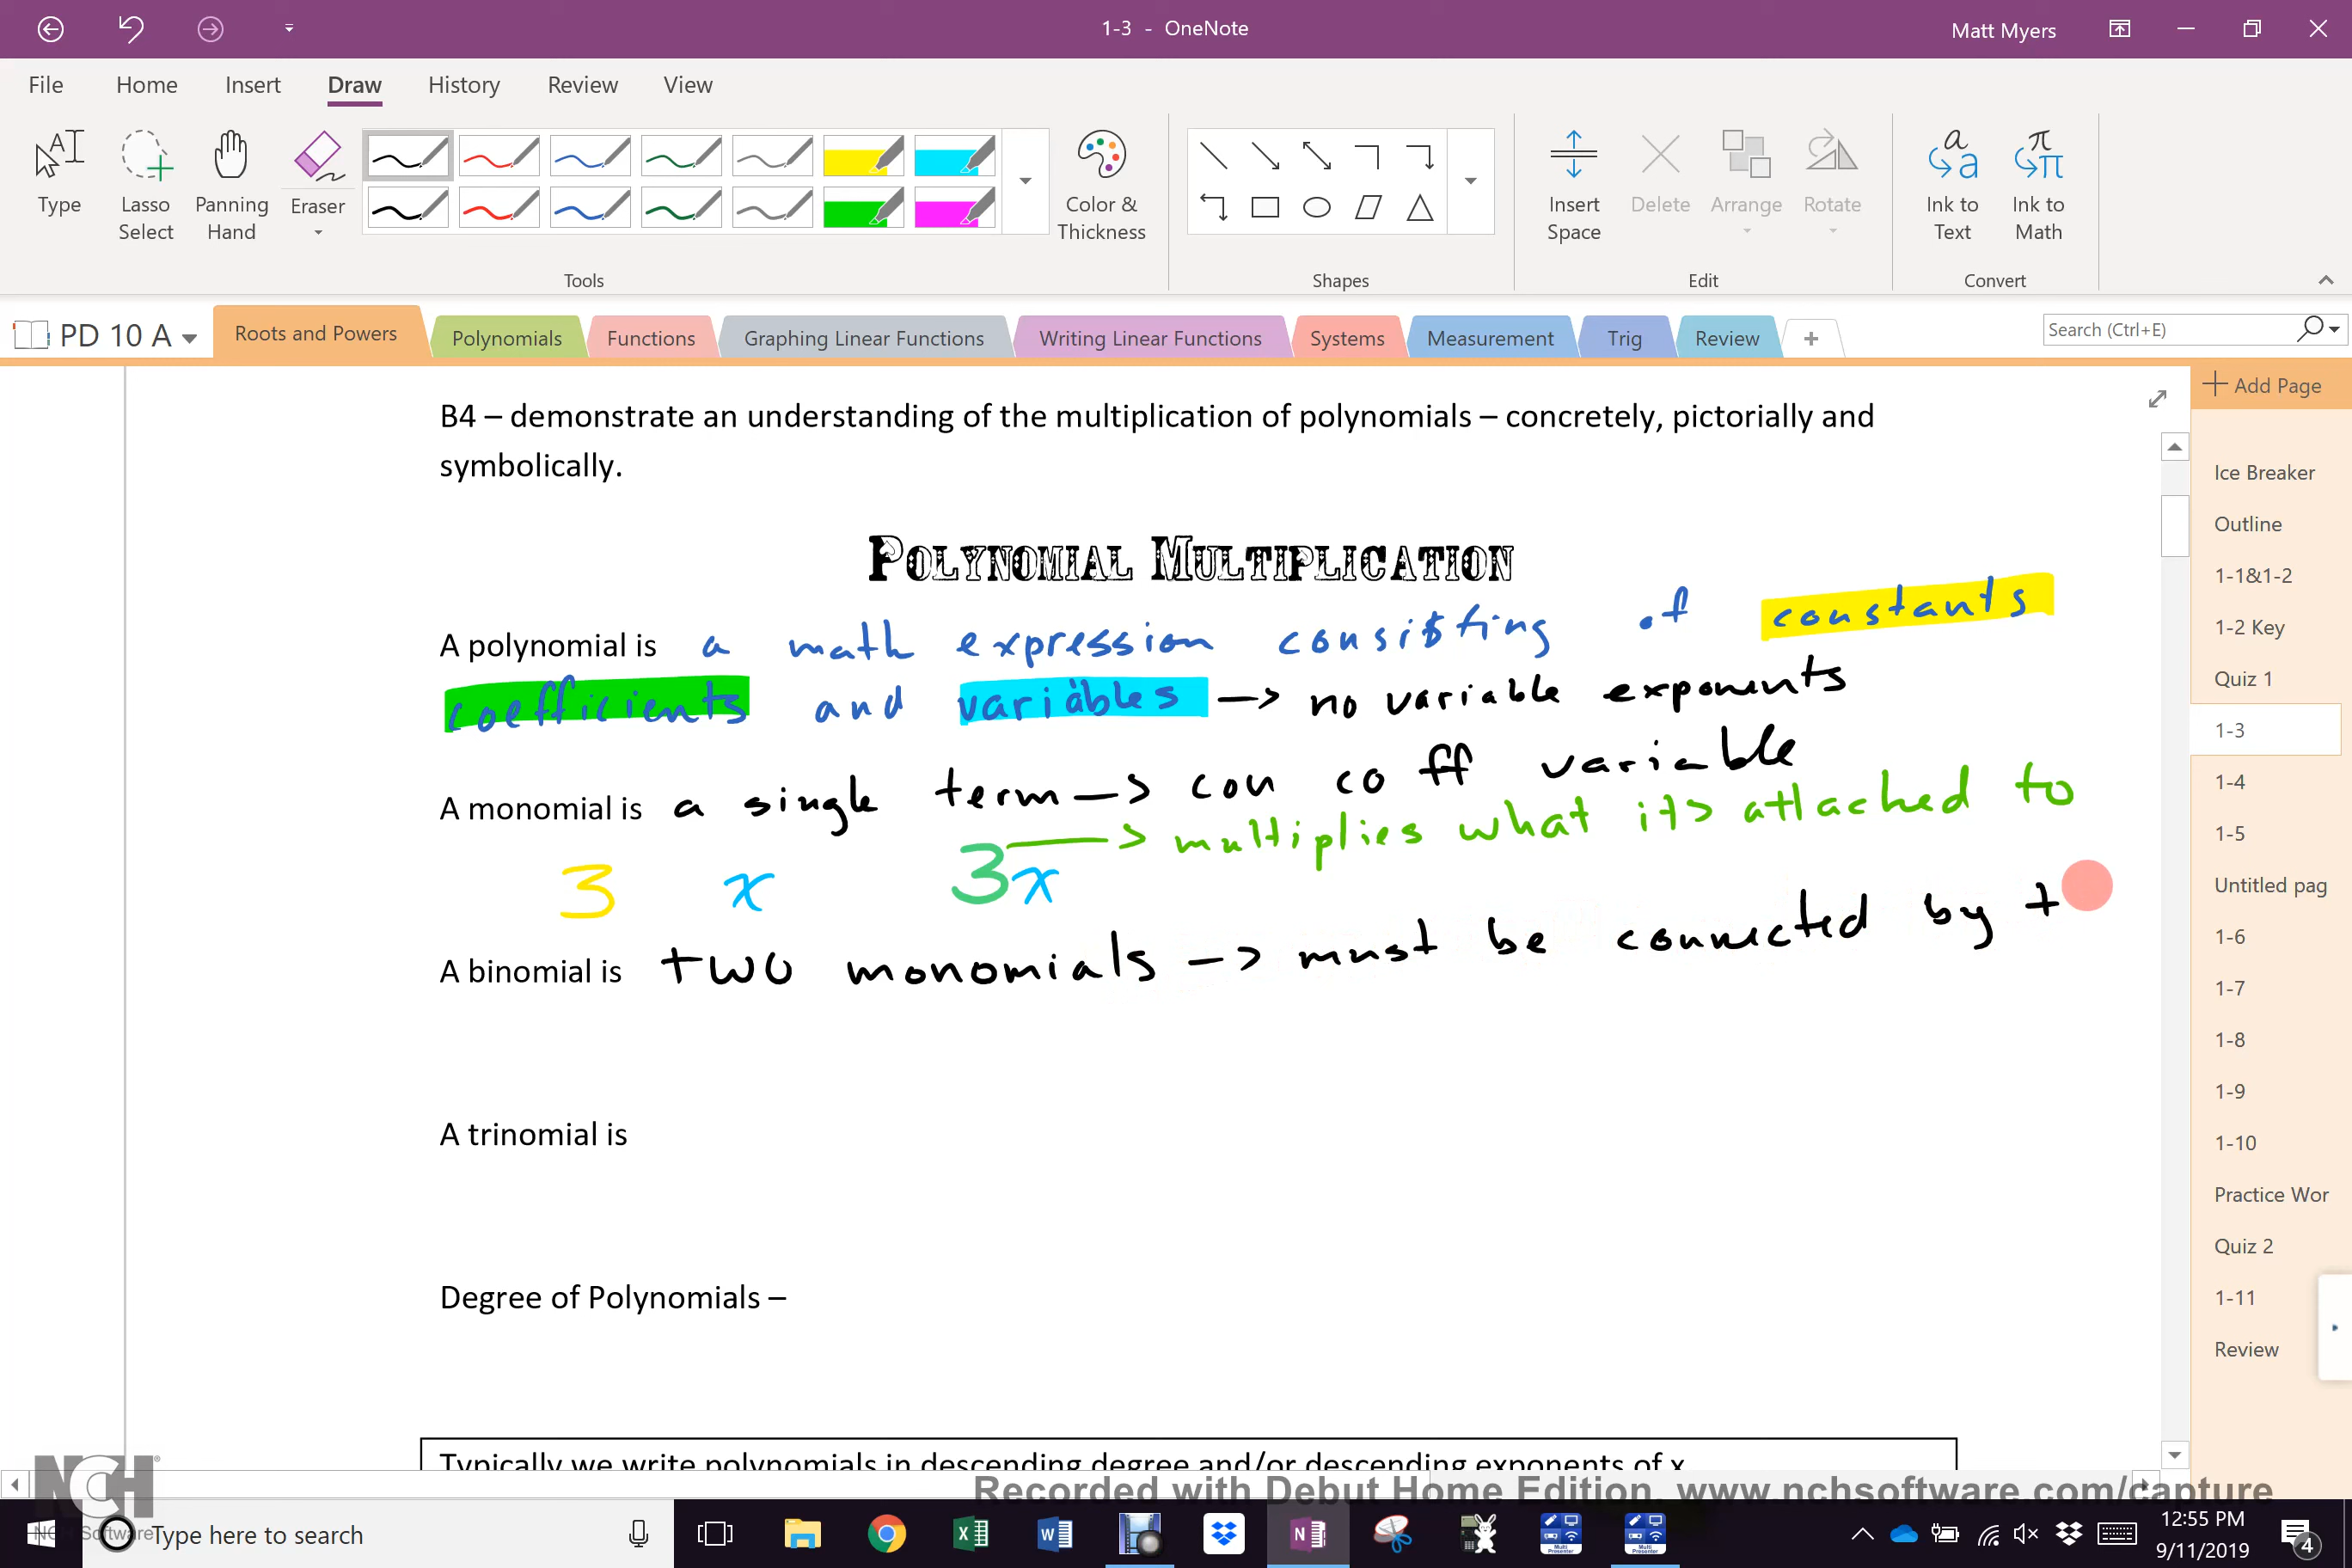 1-3 - OneNote
Matt Myers
File Home Insert Draw History Review View
Type
Lasso Select
Panning Hand
Eraser
Color & Thickness
Insert Space
Delete
Arrange
Rotate
Ink to Text
Ink to Math
Tools
Shapes
Edit
Convert
PD 10 A
Roots and Powers
Polynomials
Functions
Graphing Linear Functions
Writing Linear Functions
Systems
Measurement
Trig
Review
Search (Ctrl+E)
B4 – demonstrate an understanding of the multiplication of polynomials – concretely, pictorially and
symbolically.
POLYNOMIAL MULTIPLICATION
A polynomial is a math expression consisting of constants
coefficients and variables -> no variable exponents
A monomial is a single term -> con coff variable
3x -> multiplies what its attached to
3 x
A binomial is two monomials -> must be connected by +
A trinomial is
Degree of Polynomials –
Typically we write polynomials in descending degree and/or descending exponents of x
Add Page
Ice Breaker
Outline
1-1&1-2
1-2 Key
Quiz 1
1-3
1-4
1-5
Untitled pag
1-6
1-7
1-8
1-9
1-10
Practice Wor
Quiz 2
1-11
Review
NCH
NCH Software
Recorded with Debut Home Edition. www.nchsoftware.com/capture
Type here to search
12:55 PM
9/11/2019
4